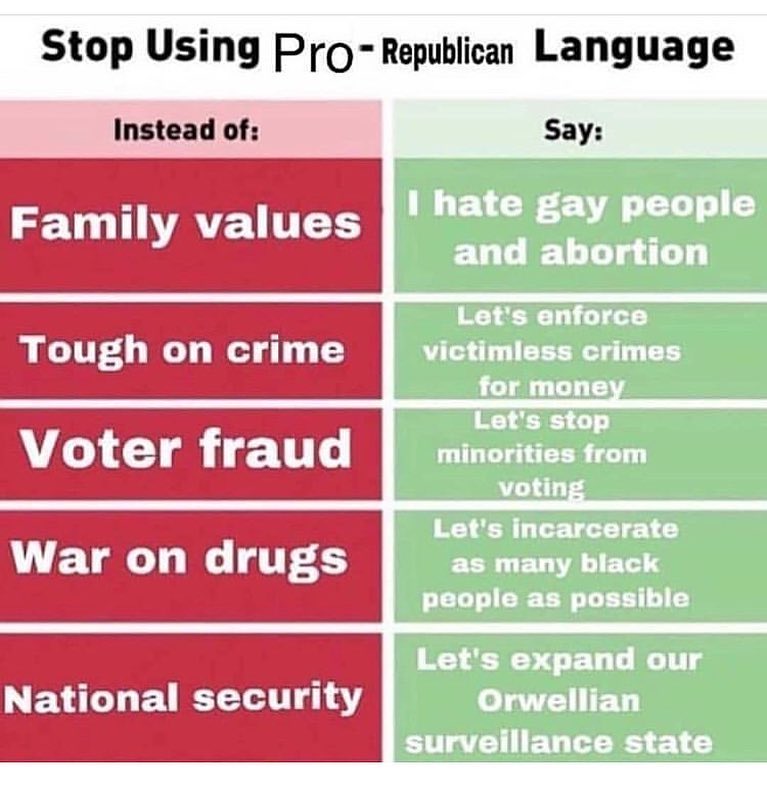 Stop Using Pro-Republican Language
Instead of:
Say:
Family values
I hate gay people
and abortion
Tough on crime
Let's enforce
victimless crimes
for money
Voter fraud
Let's stop
minorities from
voting
War on drugs
Let's incarcerate
as many black
people as possible
National security
Let's expand our
Orwellian
surveillance state